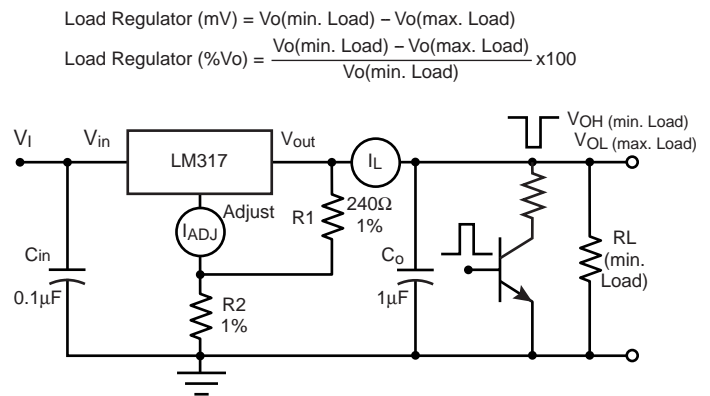 Load Regulator (mV) = Vo(min. Load) – Vo(max. Load)
Load Regulator (%Vo) = Vo(min. Load) – Vo(max. Load)
Vo(min. Load)
x100
VI
Vin
LM317
Vout
IL
VOH (min. Load)
VOL (max. Load)
Adjust
IADJ
R1
240Ω
1%
Cin
0.1μF
R2
1%
Co
1μF
RL
(min.
Load)